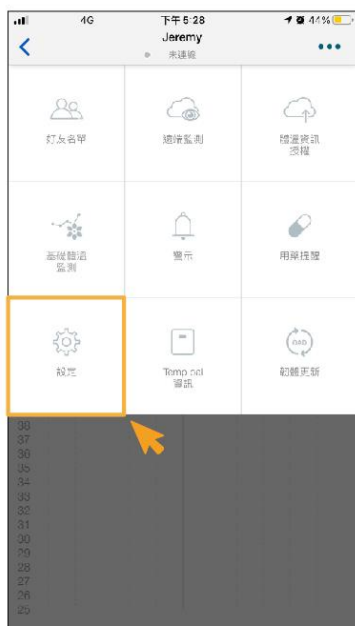 4G 下午5:28 44%
Jeremy
未連線
好友名單
遠端監測
體溫資訊
授權
基礎體溫
監測
警示
用藥提醒
設定
Temp pal
資訊
OAD
韌體更新
38
37
36
35
34
33
32
31
30
29
28
27
26
25